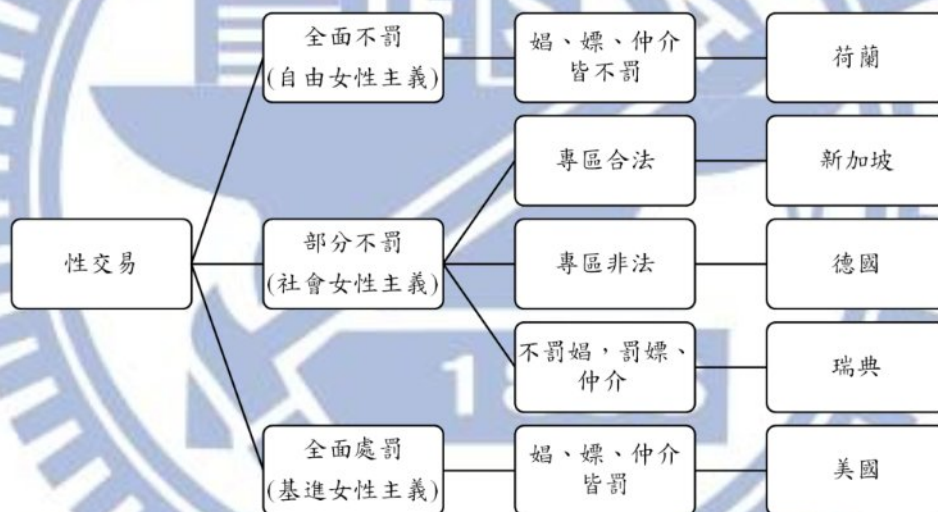 全面不罰
(自由女性主義)
娼、嫖、仲介
皆不罰
荷蘭
專區合法
新加坡
性交易
部分不罰
(社會女性主義)
專區非法
德國
不罰娼，罰嫖、
仲介
瑞典
全面處罰
(基進女性主義)
娼、嫖、仲介
皆罰
美國